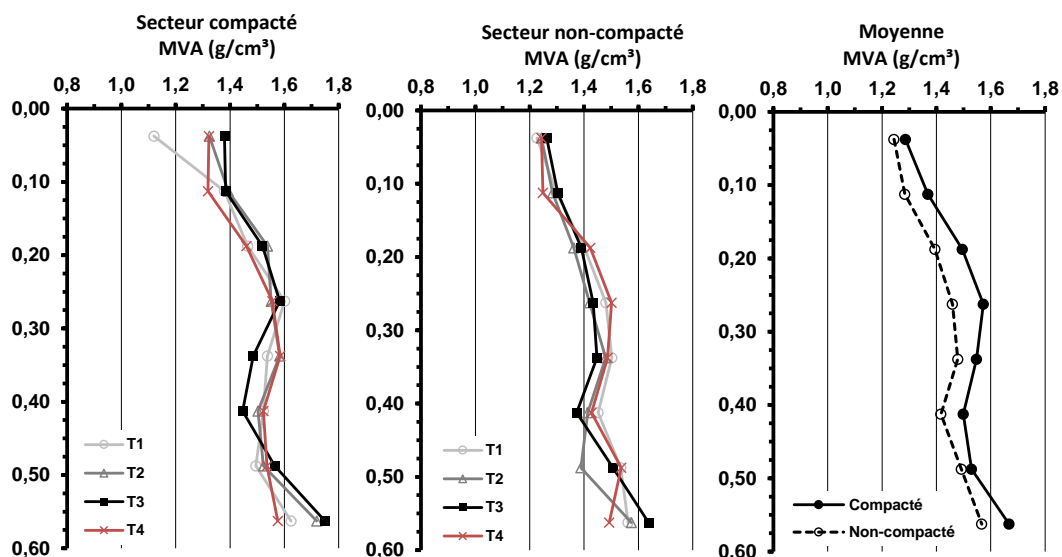 Secteur compacté
MVA (g/cm³)
0,8 1,0 1,2 1,4 1,6 1,8
0,00
0,10
0,20
0,30
0,40
0,50
0,60
T1
T2
T3
T4
Secteur non-compacté
MVA (g/cm³)
0,8 1,0 1,2 1,4 1,6 1,8
0,00
0,10
0,20
0,30
0,40
0,50
0,60
T1
T2
T3
T4
Moyenne
MVA (g/cm³)
0,8 1,0 1,2 1,4 1,6 1,8
0,00
0,10
0,20
0,30
0,40
0,50
0,60
Compacté
Non-compacté